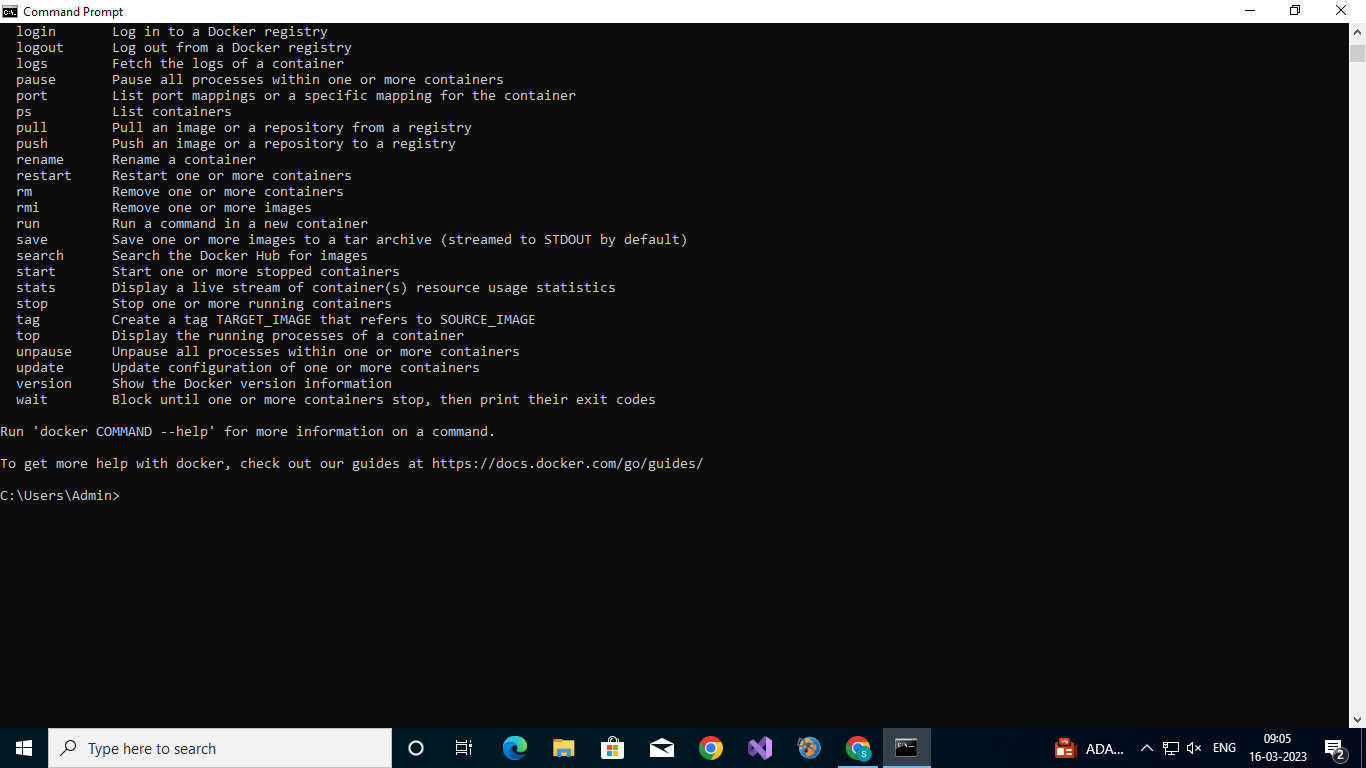 Command Prompt
login       Log in to a Docker registry
logout      Log out from a Docker registry
logs        Fetch the logs of a container
pause       Pause all processes within one or more containers
port        List port mappings or a specific mapping for the container
ps          List containers
pull        Pull an image or a repository from a registry
push        Push an image or a repository to a registry
rename      Rename a container
restart     Restart one or more containers
rm          Remove one or more containers
rmi         Remove one or more images
run         Run a command in a new container
save        Save one or more images to a tar archive (streamed to STDOUT by default)
search      Search the Docker Hub for images
start       Start one or more stopped containers
stats       Display a live stream of container(s) resource usage statistics
stop        Stop one or more running containers
tag         Create a tag TARGET_IMAGE that refers to SOURCE_IMAGE
top         Display the running processes of a container
unpause     Unpause all processes within one or more containers
update      Update configuration of one or more containers
version     Show the Docker version information
wait        Block until one or more containers stop, then print their exit codes
Run 'docker COMMAND --help' for more information on a command.
To get more help with docker, check out our guides at https://docs.docker.com/go/guides/
C:\Users\Admin>
Type here to search
ADA...
ENG
09:05
16-03-2023
2